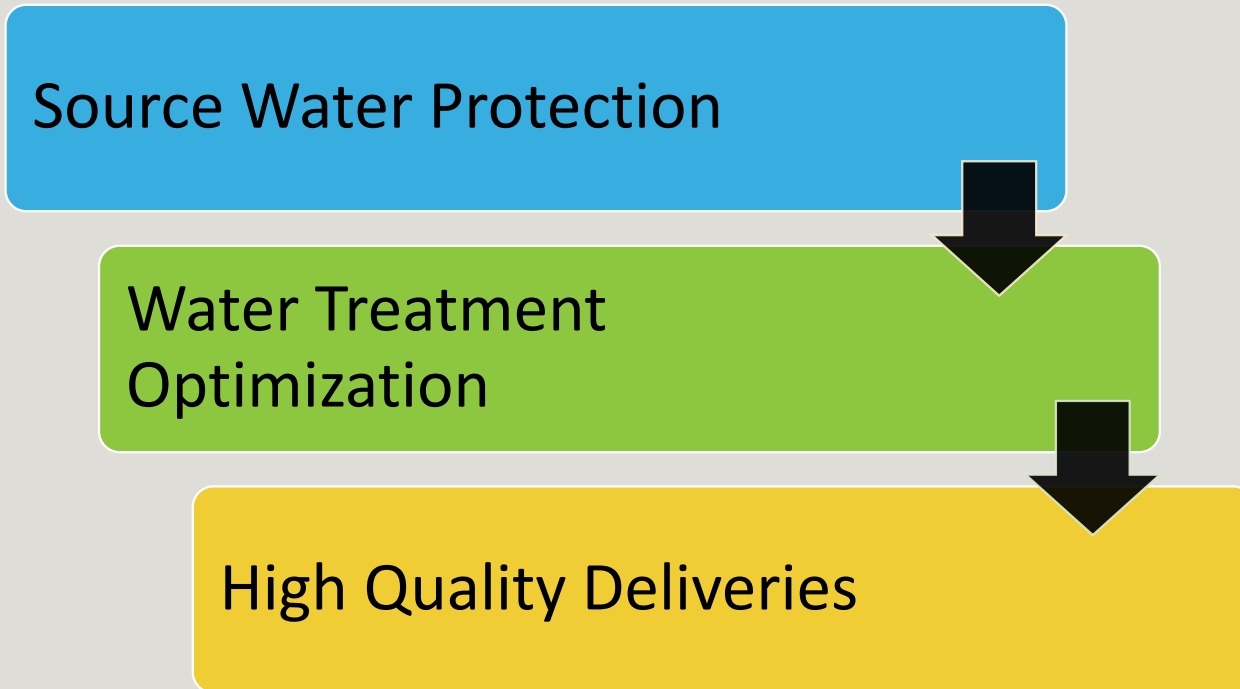 Source Water Protection
Water Treatment
Optimization
High Quality Deliveries